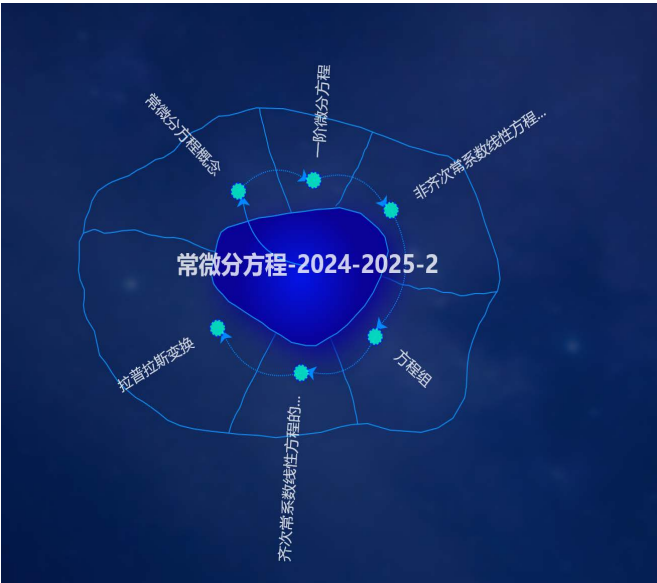 常微分方程概念
一阶微分方程
非齐次常系数线性方程...
常微分方程-2024-2025-2
方程组
拉普拉斯变换
齐次常系数线性方程的...